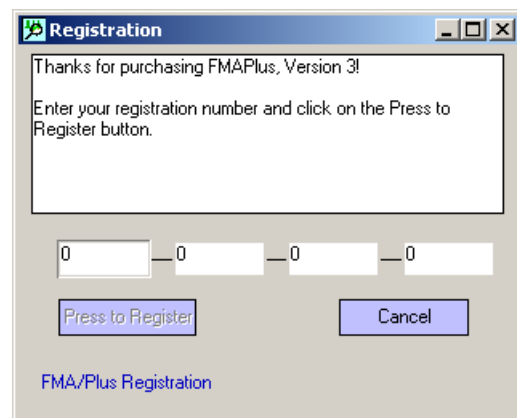 Registration
Thanks for purchasing FMAPlus, Version 3!
Enter your registration number and click on the Press to
Register button.
0 — 0 — 0 — 0
Press to Register Cancel
FMA/Plus Registration